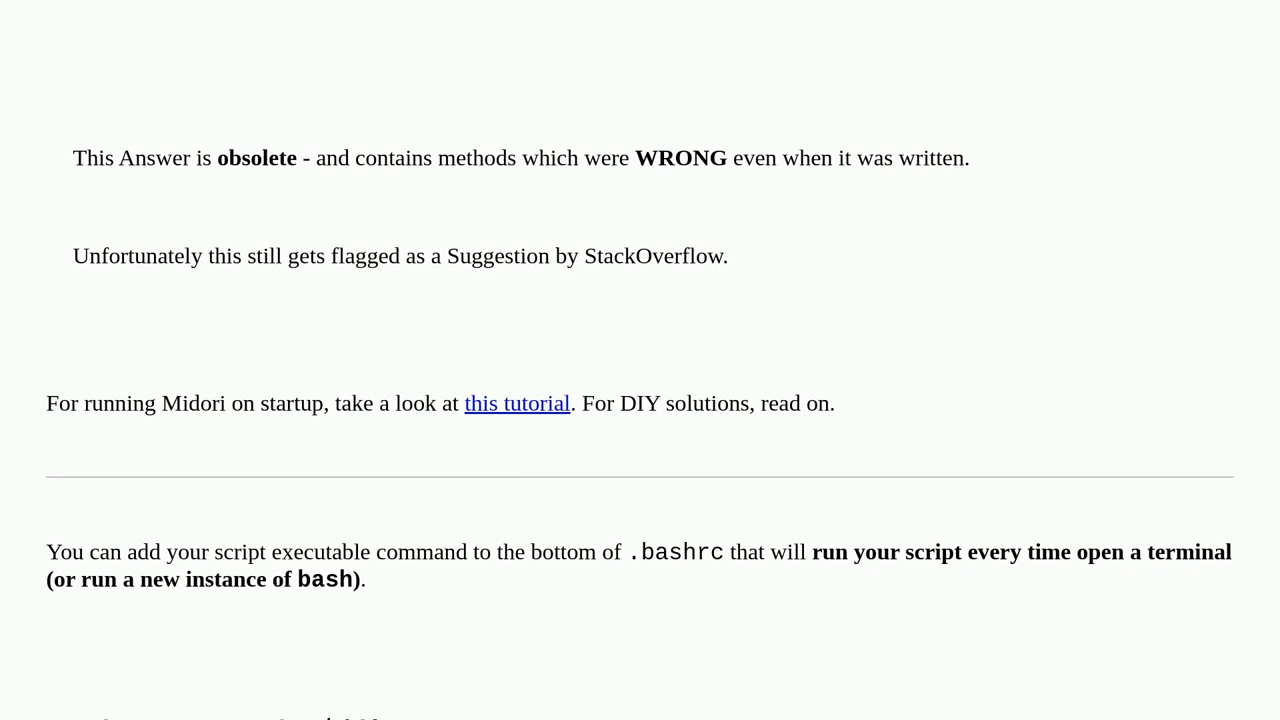 This Answer is obsolete - and contains methods which were WRONG even when it was written.
Unfortunately this still gets flagged as a Suggestion by StackOverflow.
For running Midori on startup, take a look at this tutorial. For DIY solutions, read on.
You can add your script executable command to the bottom of .bashrc that will run your script every time open a terminal
(or run a new instance of bash).